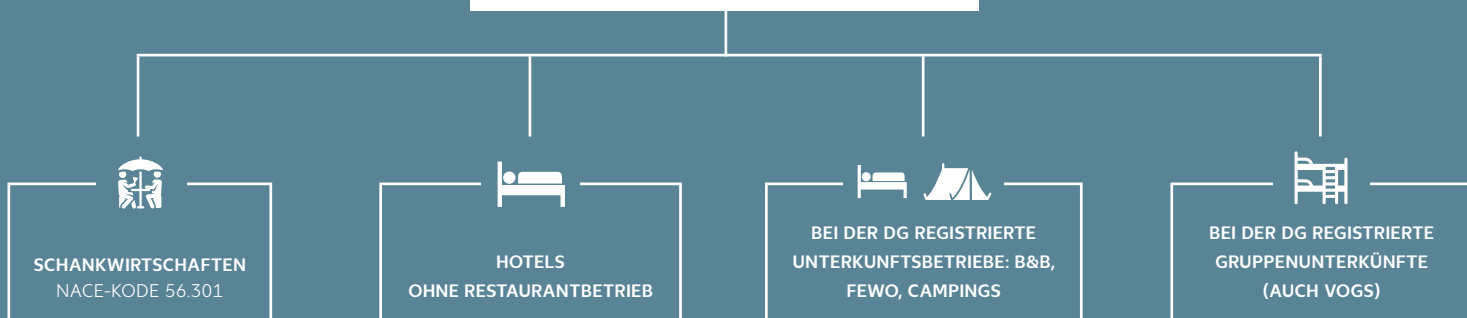 SCHANKWIRTSCHAFTEN
NACE-KODE 56.301
HOTELS
OHNE RESTAURANTBETRIEB
BEI DER DG REGISTRIERTE
UNTERKUNFTSBETRIEBE: B&B,
FEWO, CAMPINGS
BEI DER DG REGISTRIERTE
GRUPPENUNTERKÜNFTE
(AUCH VOGS)